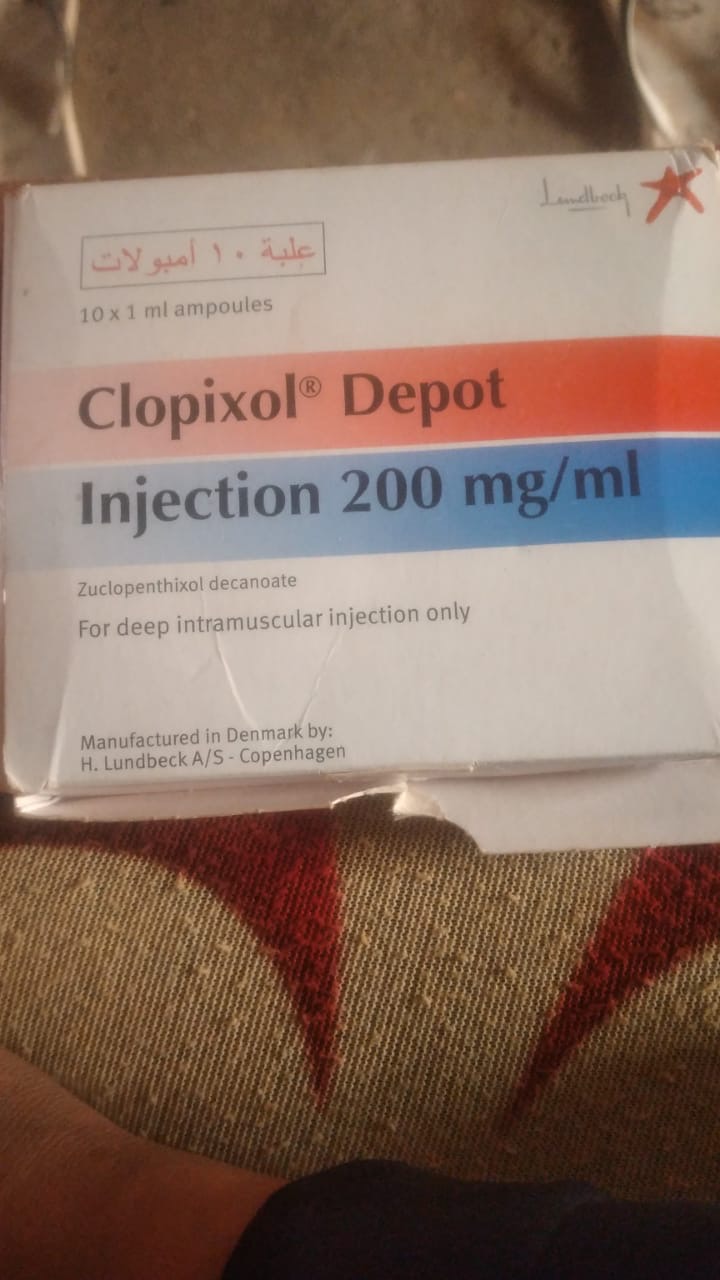 Lundbeck
علبة ١٠ أمبولات
10 x 1 ml ampoules
Clopixol® Depot
Injection 200 mg/ml
Zuclopenthixol decanoate
For deep intramuscular injection only
Manufactured in Denmark by:
H. Lundbeck A/S - Copenhagen